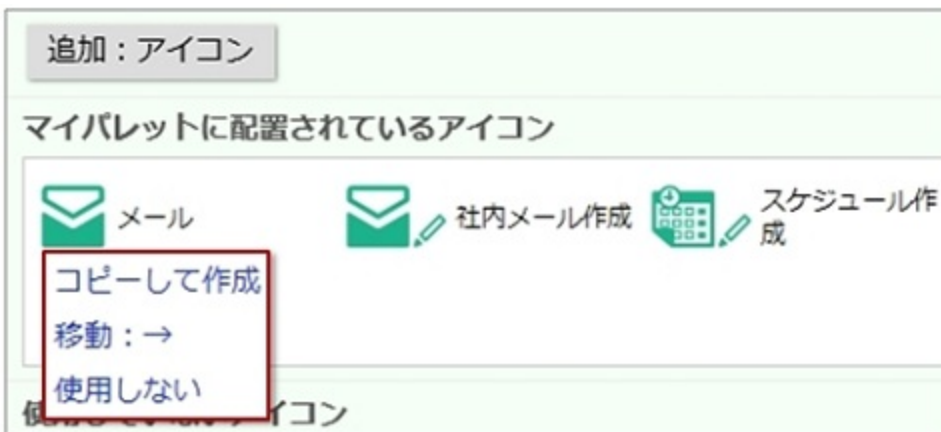 追加：アイコン
マイパレットに配置されているアイコン
メール
社内メール作成
スケジュール作
成
コピーして作成
移動：→
使用しない
イコン